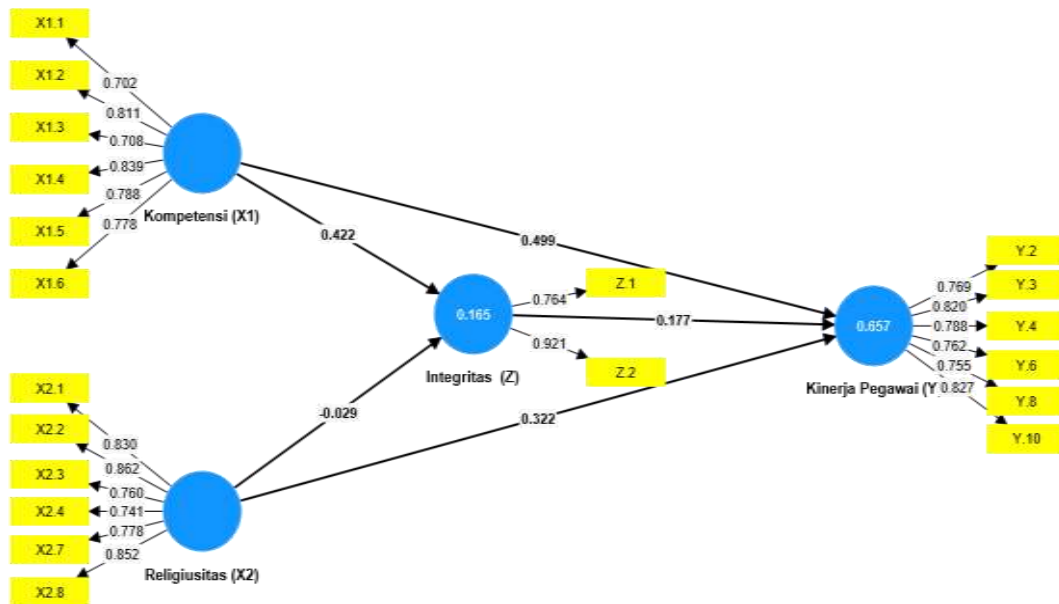 X1.1
0.702
X1.2
0.811
X1.3
0.708
X1.4
0.839
X1.5
0.788
X1.6
0.778
Kompetensi (X1)
0.422
0.499
Z.1
0.764
0.165
0.177
0.921
Z.2
Integritas (Z)
-0.029
0.322
Y.2
0.769
Y.3
0.820
0.788
Y.4
0.657
0.762
Y.6
0.755
Y.8
0.827
Y.10
Kinerja Pegawai (Y
X2.1
0.830
X2.2
0.862
X2.3
0.760
X2.4
0.741
X2.7
0.778
X2.8
0.852
Religiusitas (X2)